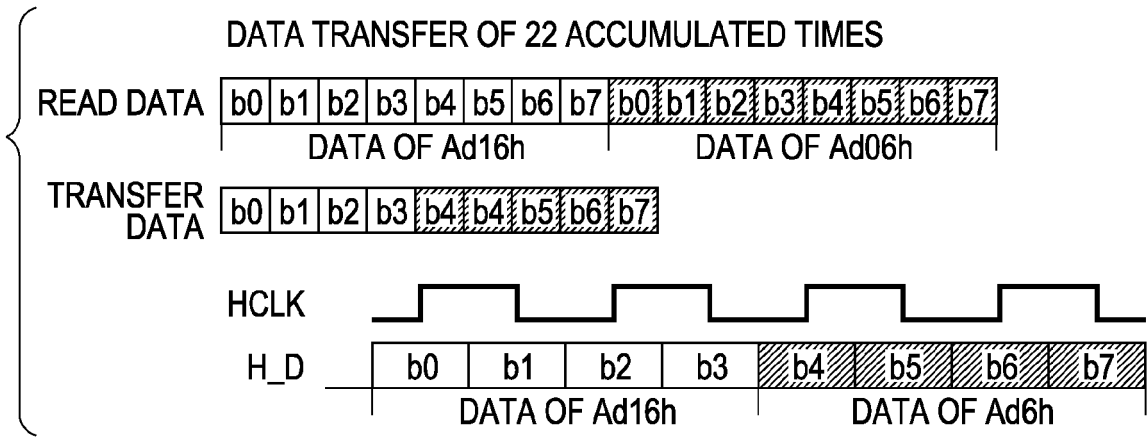 DATA TRANSFER OF 22 ACCUMULATED TIMES
READ DATA b0 b1 b2 b3 b4 b5 b6 b7 b0 b1 b2 b3 b4 b5 b6 b7
DATA OF Ad16h DATA OF Ad06h
TRANSFER
DATA b0 b1 b2 b3 b4 b4 b5 b6 b7
HCLK
H_D b0 b1 b2 b3 b4 b5 b6 b7
DATA OF Ad16h DATA OF Ad6h